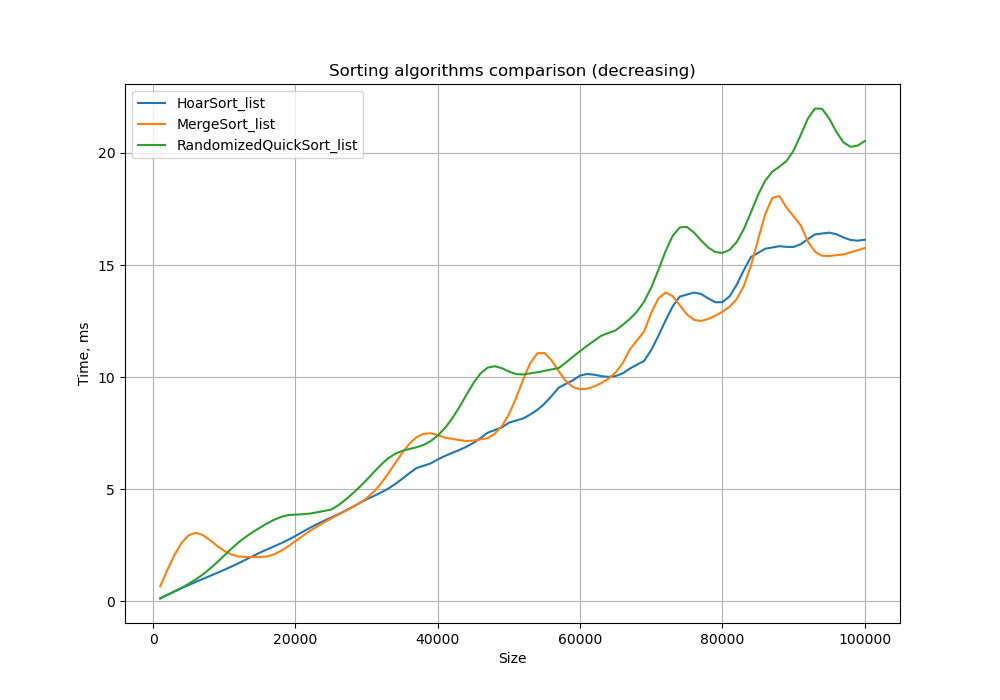 Sorting algorithms comparison (decreasing)
HoarSort_list
MergeSort_list
RandomizedQuickSort_list
Time, ms
20
15
10
5
0
0
20000
40000
60000
80000
100000
Size